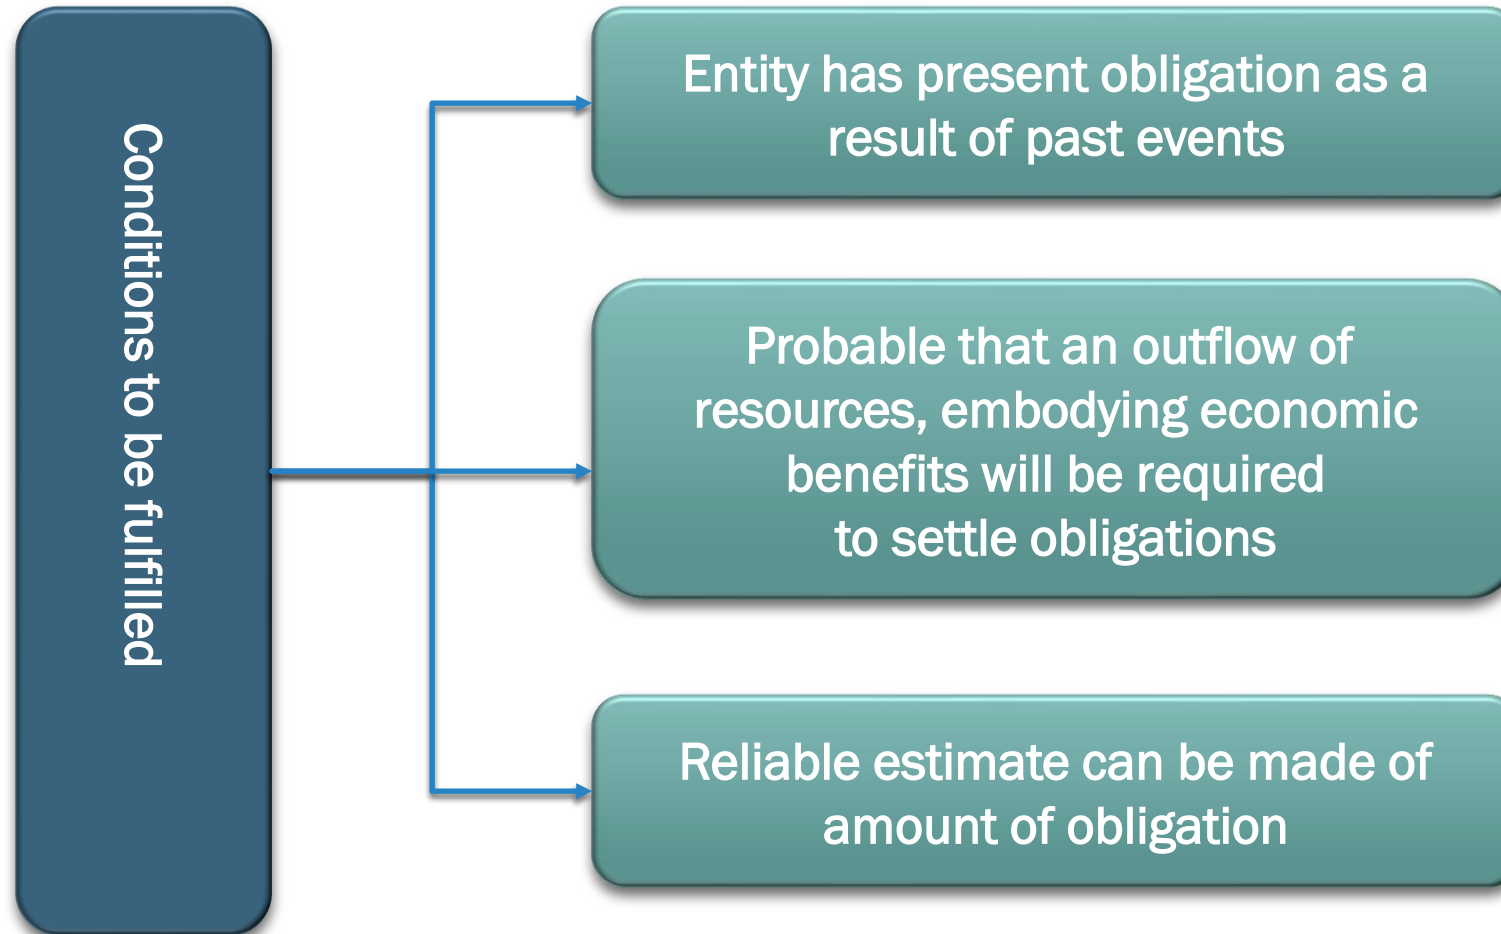 Conditions to be fulfilled
Entity has present obligation as a
result of past events
Probable that an outflow of
resources, embodying economic
benefits will be required
to settle obligations
Reliable estimate can be made of
amount of obligation